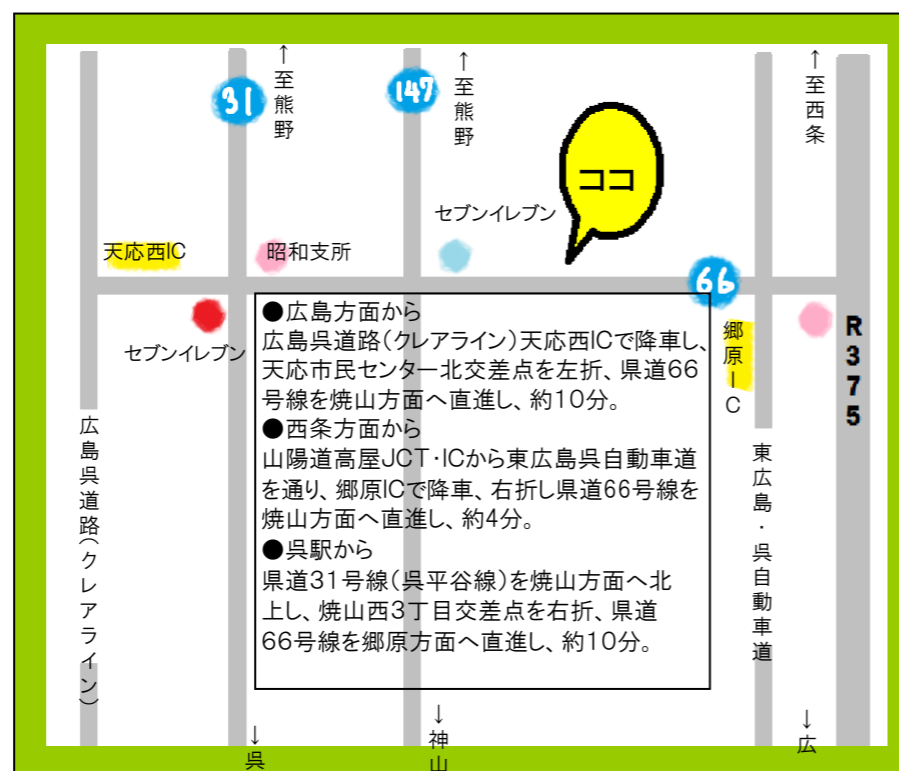 ↑至熊野
↑至熊野
↑至西条
31
147
ココ
セブンイレブン
天応西IC
昭和支所
66
セブンイレブン
郷原IC
R375
●広島方面から
広島呉道路(クレアライン)天応西ICで降車し、
天応市民センター北交差点を左折、県道66
号線を焼山方面へ直進し、約10分。
●西条方面から
山陽道高屋JCT・ICから東広島呉自動車道
を通り、郷原ICで降車、右折し県道66号線を
焼山方面へ直進し、約4分。
●呉駅から
県道31号線(呉平谷線)を焼山方面へ北
上し、焼山西3丁目交差点を右折、県道
66号線を郷原方面へ直進し、約10分。
広島呉道路(クレアライン)
東広島・呉自動車道
↓呉
↓神山
↓広